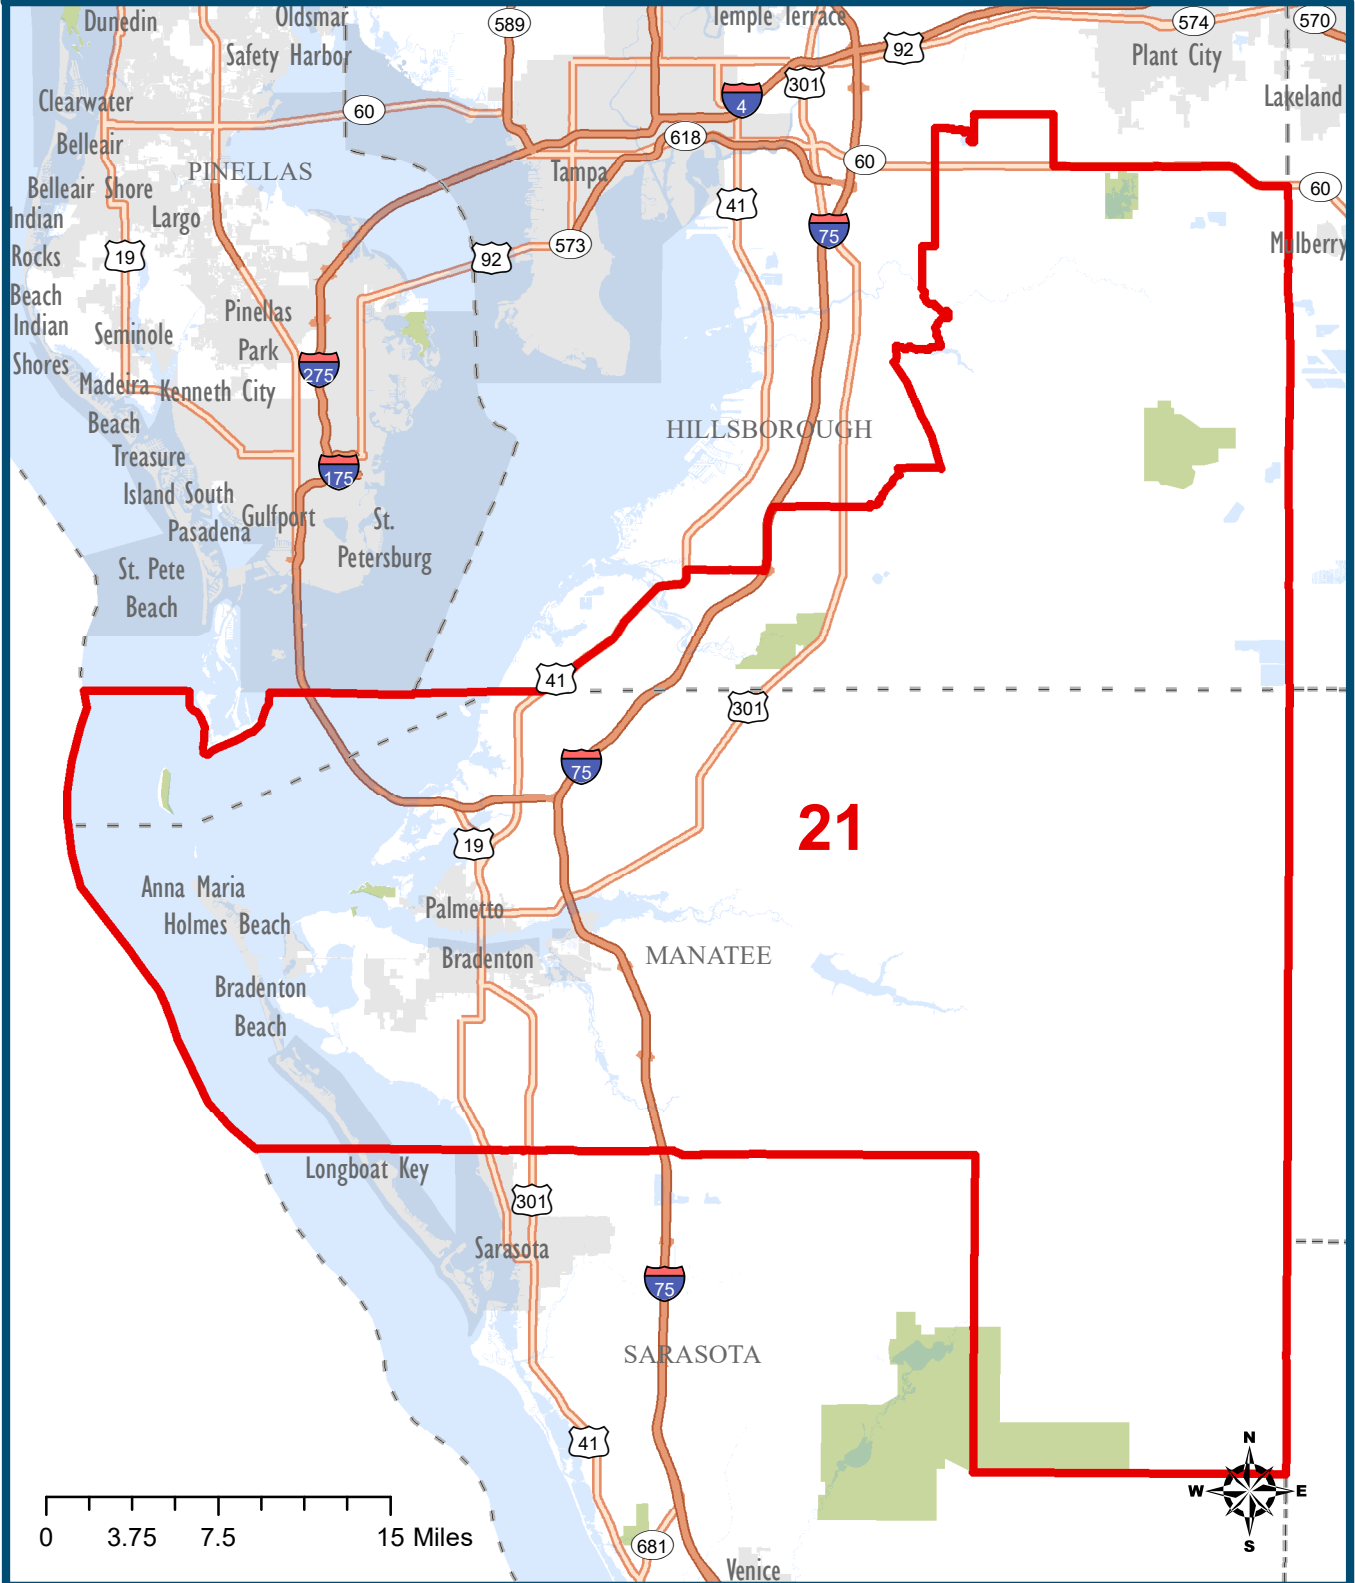 Dunedin
Oldsmar
589
Temple Terrace
574
570
Safety Harbor
92
Plant City
301
Lakeland
Clearwater
60
4
Belleair
618
60
PINELLAS
Tampa
Belleair Shore
60
Indian
Largo
41
75
Rocks
19
92
573
Mulberry
Beach
Pinellas
Indian
Seminole
Park
Shores
275
Madeira
Kenneth City
Beach
HILLSBOROUGH
Treasure
175
Island
South
Gulfport
St.
Pasadena
Petersburg
St. Pete
Beach
41
301
75
21
19
Anna Maria
Palmetto
Holmes Beach
MANATEE
Bradenton
Bradenton
Beach
Longboat Key
301
Sarasota
75
SARASOTA
41
N
W
E
S
0 3.75 7.5 15 Miles
681
Venice